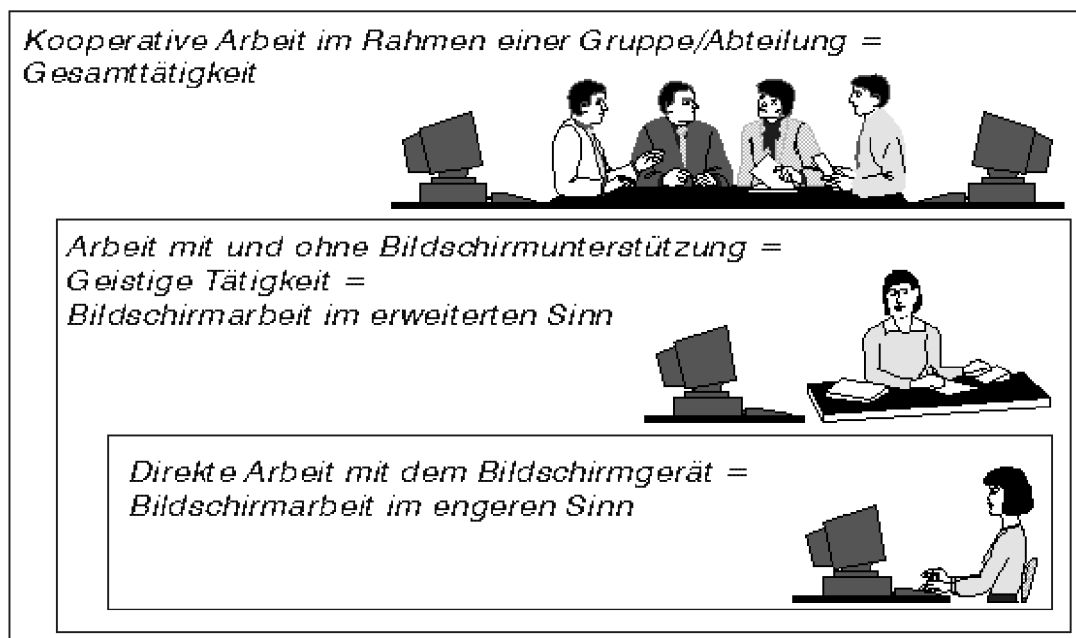 Kooperative Arbeit im Rahmen einer Gruppe/Abteilung =
Gesamttätigkeit
Arbeit mit und ohne Bildschirmunterstützung =
Geistige Tätigkeit =
Bildschirmarbeit im erweiterten Sinn
Direkte Arbeit mit dem Bildschirmgerät =
Bildschirmarbeit im engeren Sinn